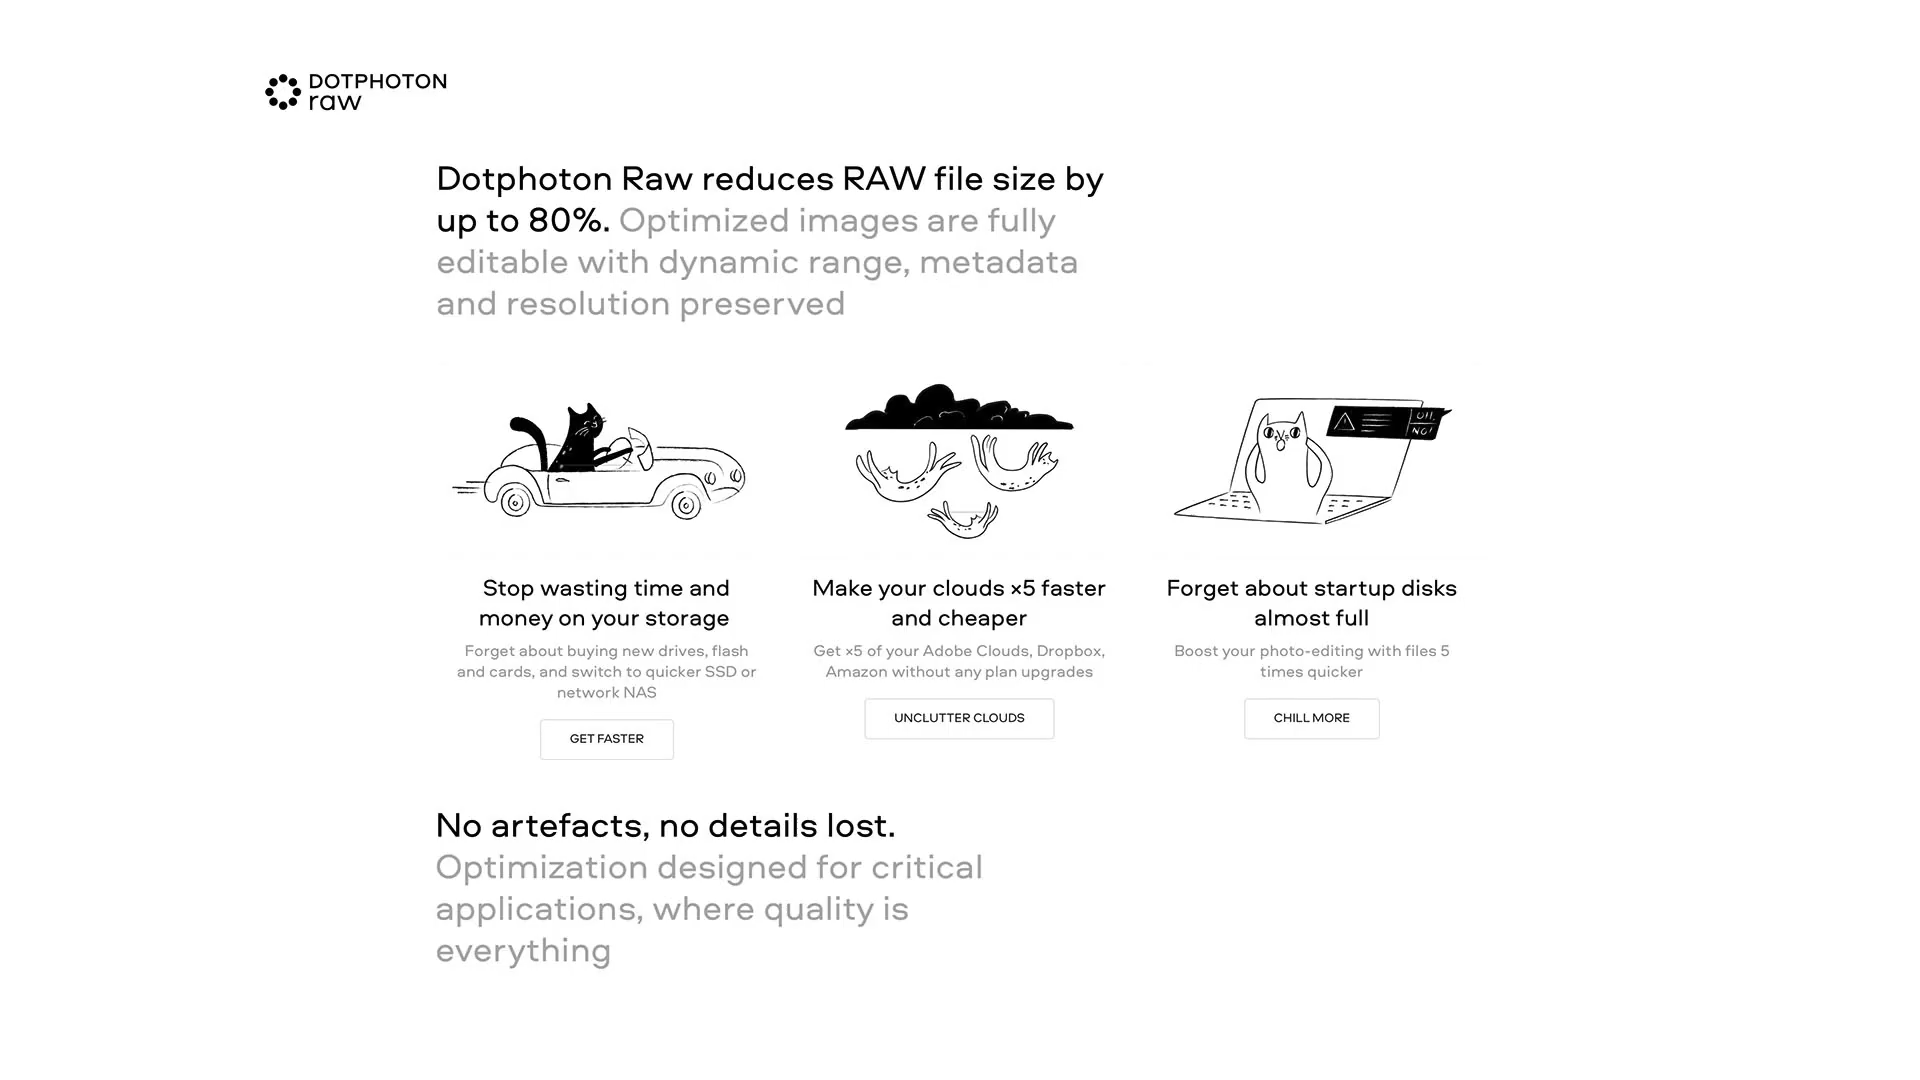 DOTPHOTON
raw
Dotphoton Raw reduces RAW file size by
up to 80%. Optimized images are fully
editable with dynamic range, metadata
and resolution preserved
OH,
NO!
Stop wasting time and
money on your storage
Forget about buying new drives, flash
and cards, and switch to quicker SSD or
network NAS
GET FASTER
Make your clouds ×5 faster
and cheaper
Get ×5 of your Adobe Clouds, Dropbox,
Amazon without any plan upgrades
UNCLUTTER CLOUDS
Forget about startup disks
almost full
Boost your photo-editing with files 5
times quicker
CHILL MORE
No artefacts, no details lost.
Optimization designed for critical
applications, where quality is
everything